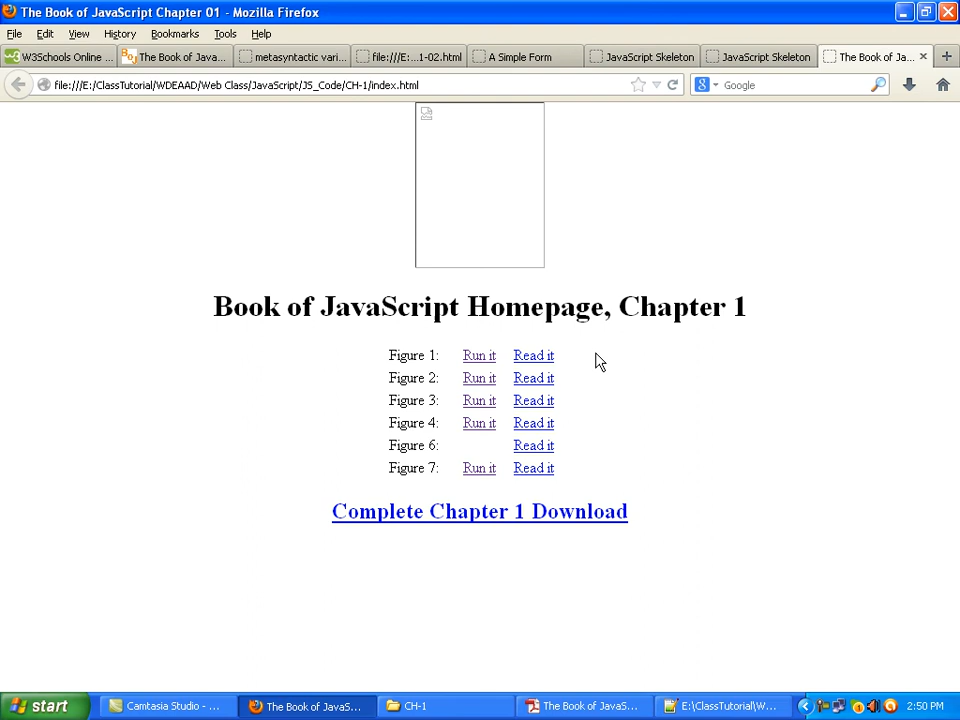 The Book of JavaScript Chapter 01 - Mozilla Firefox
File Edit View History Bookmarks Tools Help
W3Schools Online ... The Book of Java... metasyntactic vari... file:///E:...1-02.html A Simple Form JavaScript Skeleton JavaScript Skeleton The Book of Ja...
file:///E:/ClassTutorial/WDEAAD/Web Class/JavaScript/JS_Code/CH-1/index.html Google
Book of JavaScript Homepage, Chapter 1
Figure 1: Run it Read it
Figure 2: Run it Read it
Figure 3: Run it Read it
Figure 4: Run it Read it
Figure 6: Read it
Figure 7: Run it Read it
Complete Chapter 1 Download
start Camtasia Studio - ... The Book of JavaS... CH-1 The Book of JavaS... E:\ClassTutorial\W... 2:50 PM